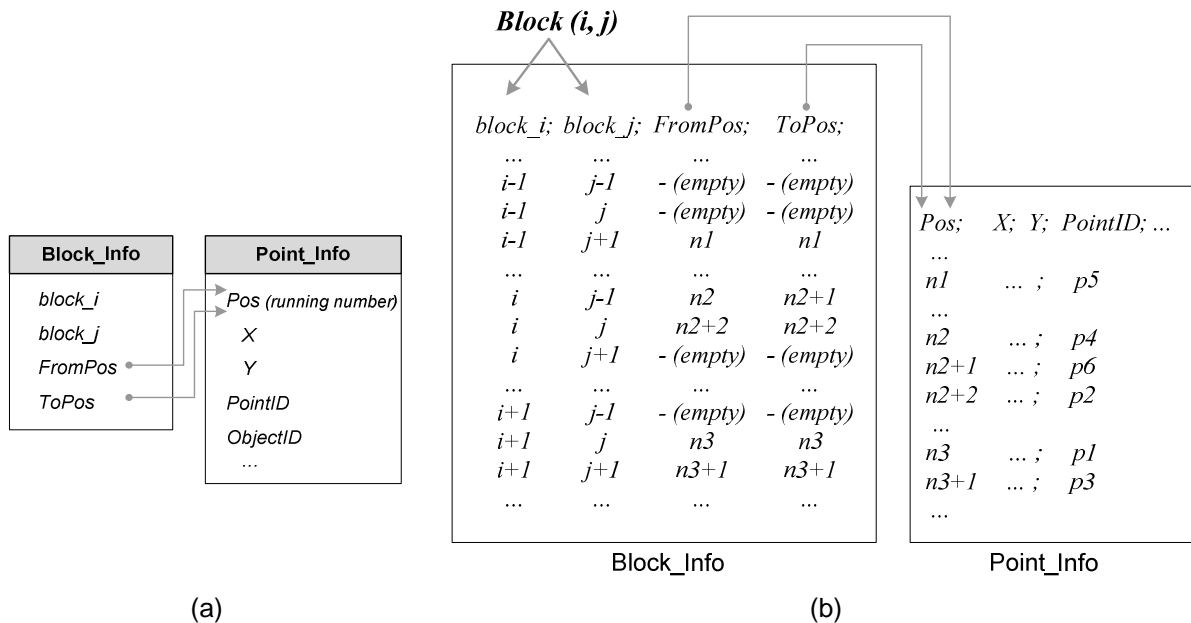 Block_Info
block_i
block_j
FromPos
ToPos
Point_Info
Pos (running number)
X
Y
PointID
ObjectID
...
(a)
Block (i, j)
block_i; block_j; FromPos; ToPos;
... ... ... ...
i-1 j-1 - (empty) - (empty)
i-1 j - (empty) - (empty)
i-1 j+1 n1 n1
... ... ... ...
i j-1 n2 n2+1
i j n2+2 n2+2
i j+1 - (empty) - (empty)
... ... ... ...
i+1 j-1 - (empty) - (empty)
i+1 j n3 n3
i+1 j+1 n3+1 n3+1
... ... ... ...
Block_Info
Pos; X; Y; PointID; ...
...
n1 ... ; p5
...
n2 ... ; p4
n2+1 ... ; p6
n2+2 ... ; p2
...
n3 ... ; p1
n3+1 ... ; p3
...
Point_Info
(b)